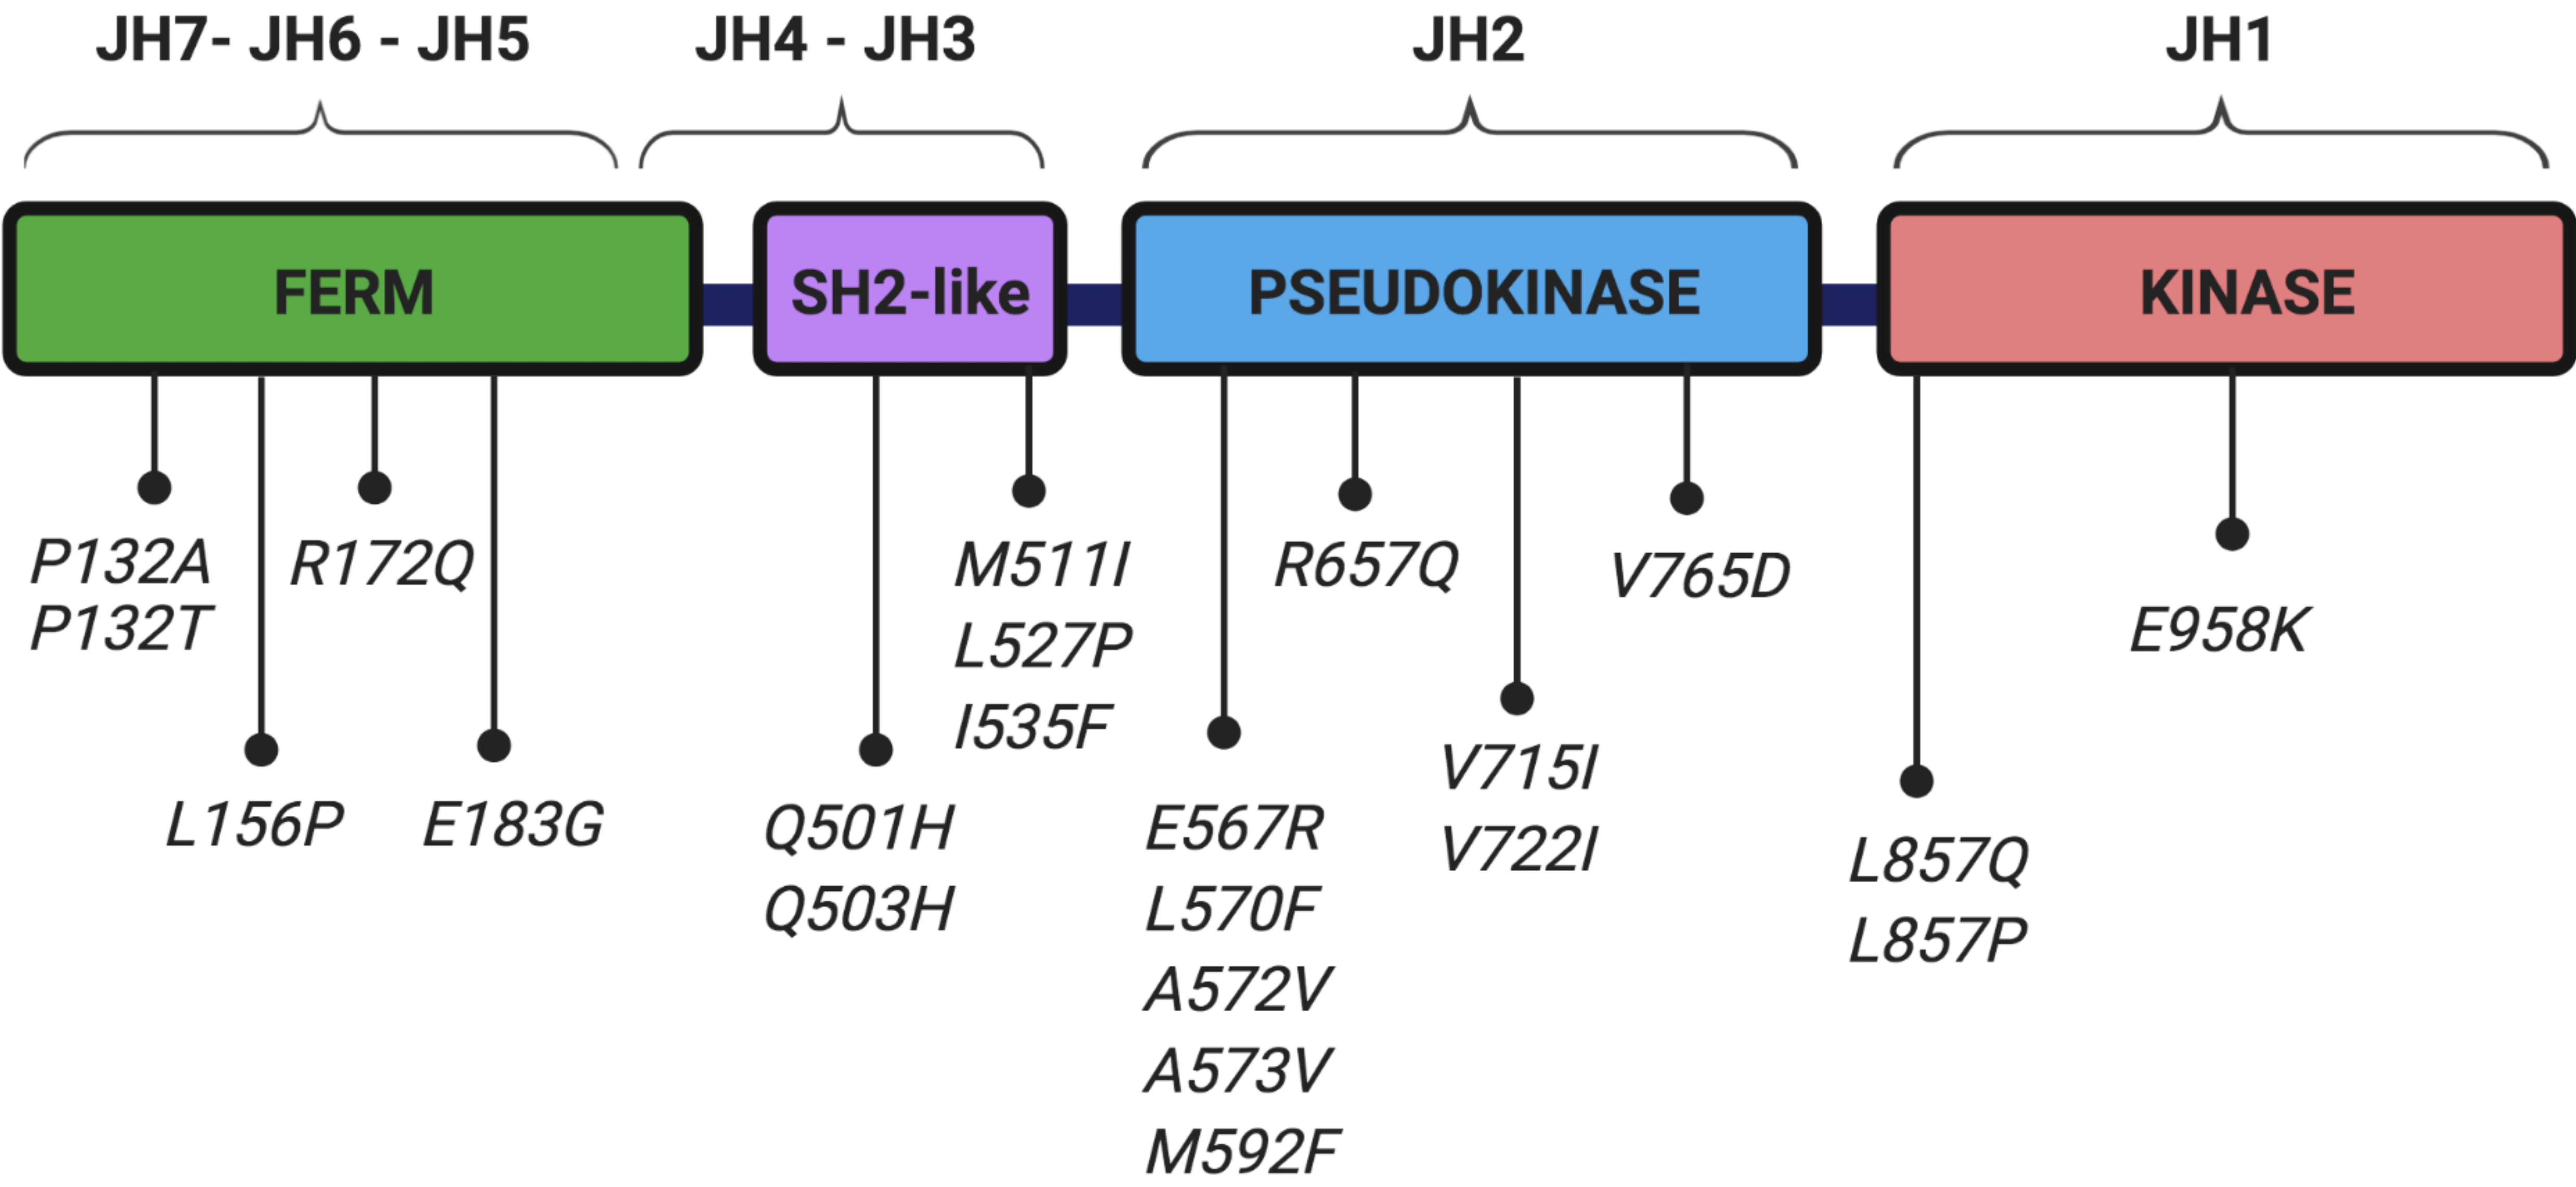 JH7- JH6 - JH5
JH4 - JH3
JH2
JH1
FERM
SH2-like
PSEUDOKINASE
KINASE
P132A
P132T
L156P
R172Q
E183G
Q501H
Q503H
M511I
L527P
I535F
E567R
L570F
A572V
A573V
M592F
R657Q
V715I
V722I
V765D
L857Q
L857P
E958K